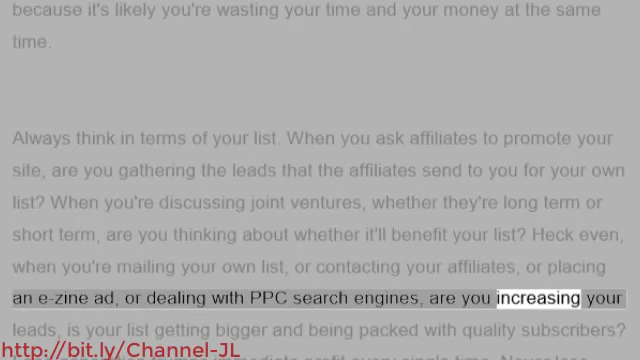 because it's likely you're wasting your time and your money at the same
time.
Always think in terms of your list. When you ask affiliates to promote your
site, are you gathering the leads that the affiliates send to you for your own
list? When you're discussing joint ventures, whether they're long term or
short term, are you thinking about whether it'll benefit your list? Heck even,
when you're mailing your own list, or contacting your affiliates, or placing
an e-zine ad, or dealing with PPC search engines, are you increasing your
leads, is your list getting bigger and being packed with quality subscribers?
http://bit.ly/Channel-JL
immediate profit every single time. Never